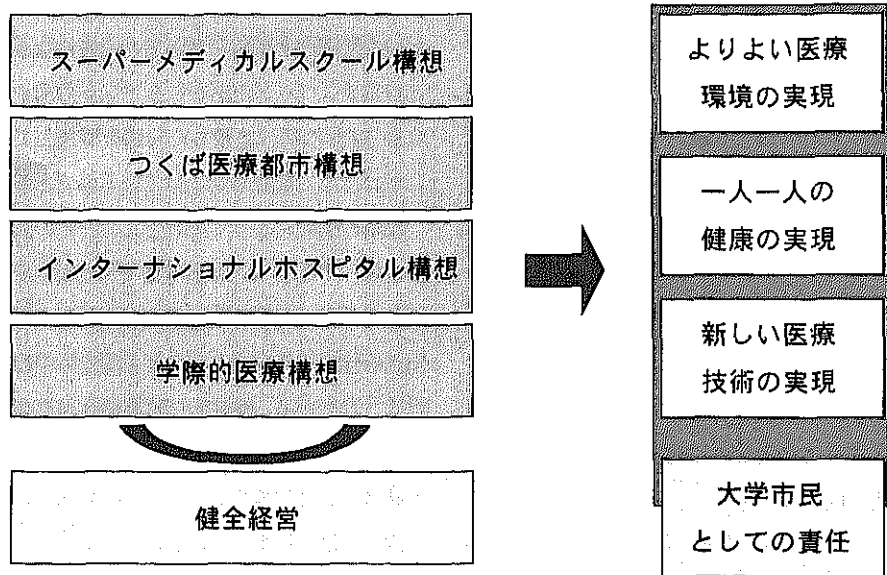 スーパーメディカルスクール構想
つくば医療都市構想
インターナショナルホスピタル構想
学際的医療構想
健全経営
よりよい医療
環境の実現
一人一人の
健康の実現
新しい医療
技術の実現
大学市民
としての責任